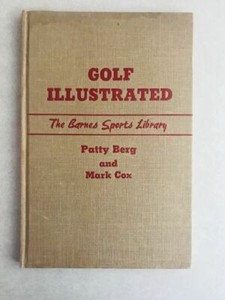 GOLF
ILLUSTRATED
The Barnes Sports Library
Patty Berg
and
Mark Cox